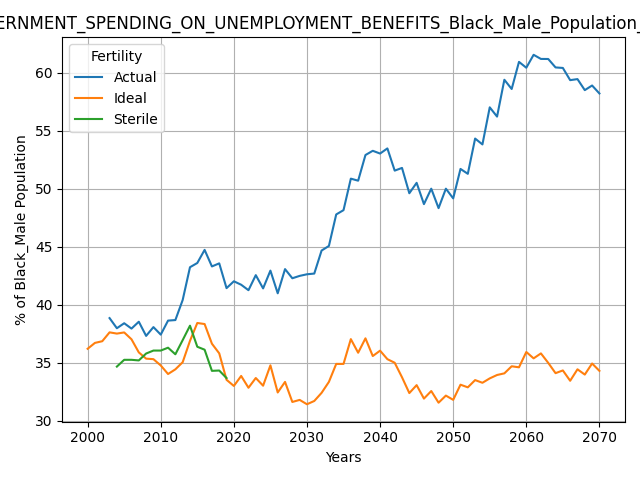 ERNMENT_SPENDING_ON_UNEMPLOYMENT_BENEFITS_Black_Male_Population_
Fertility
Actual
Ideal
Sterile
% of Black_Male Population
60
55
50
45
40
35
30
2000 2010 2020 2030 2040 2050 2060 2070
Years